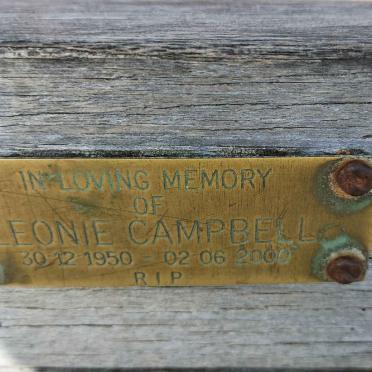 IN LOVING MEMORY
OF
LEONIE CAMPBELL
30 12 1950 - 02 06 2000
R I P